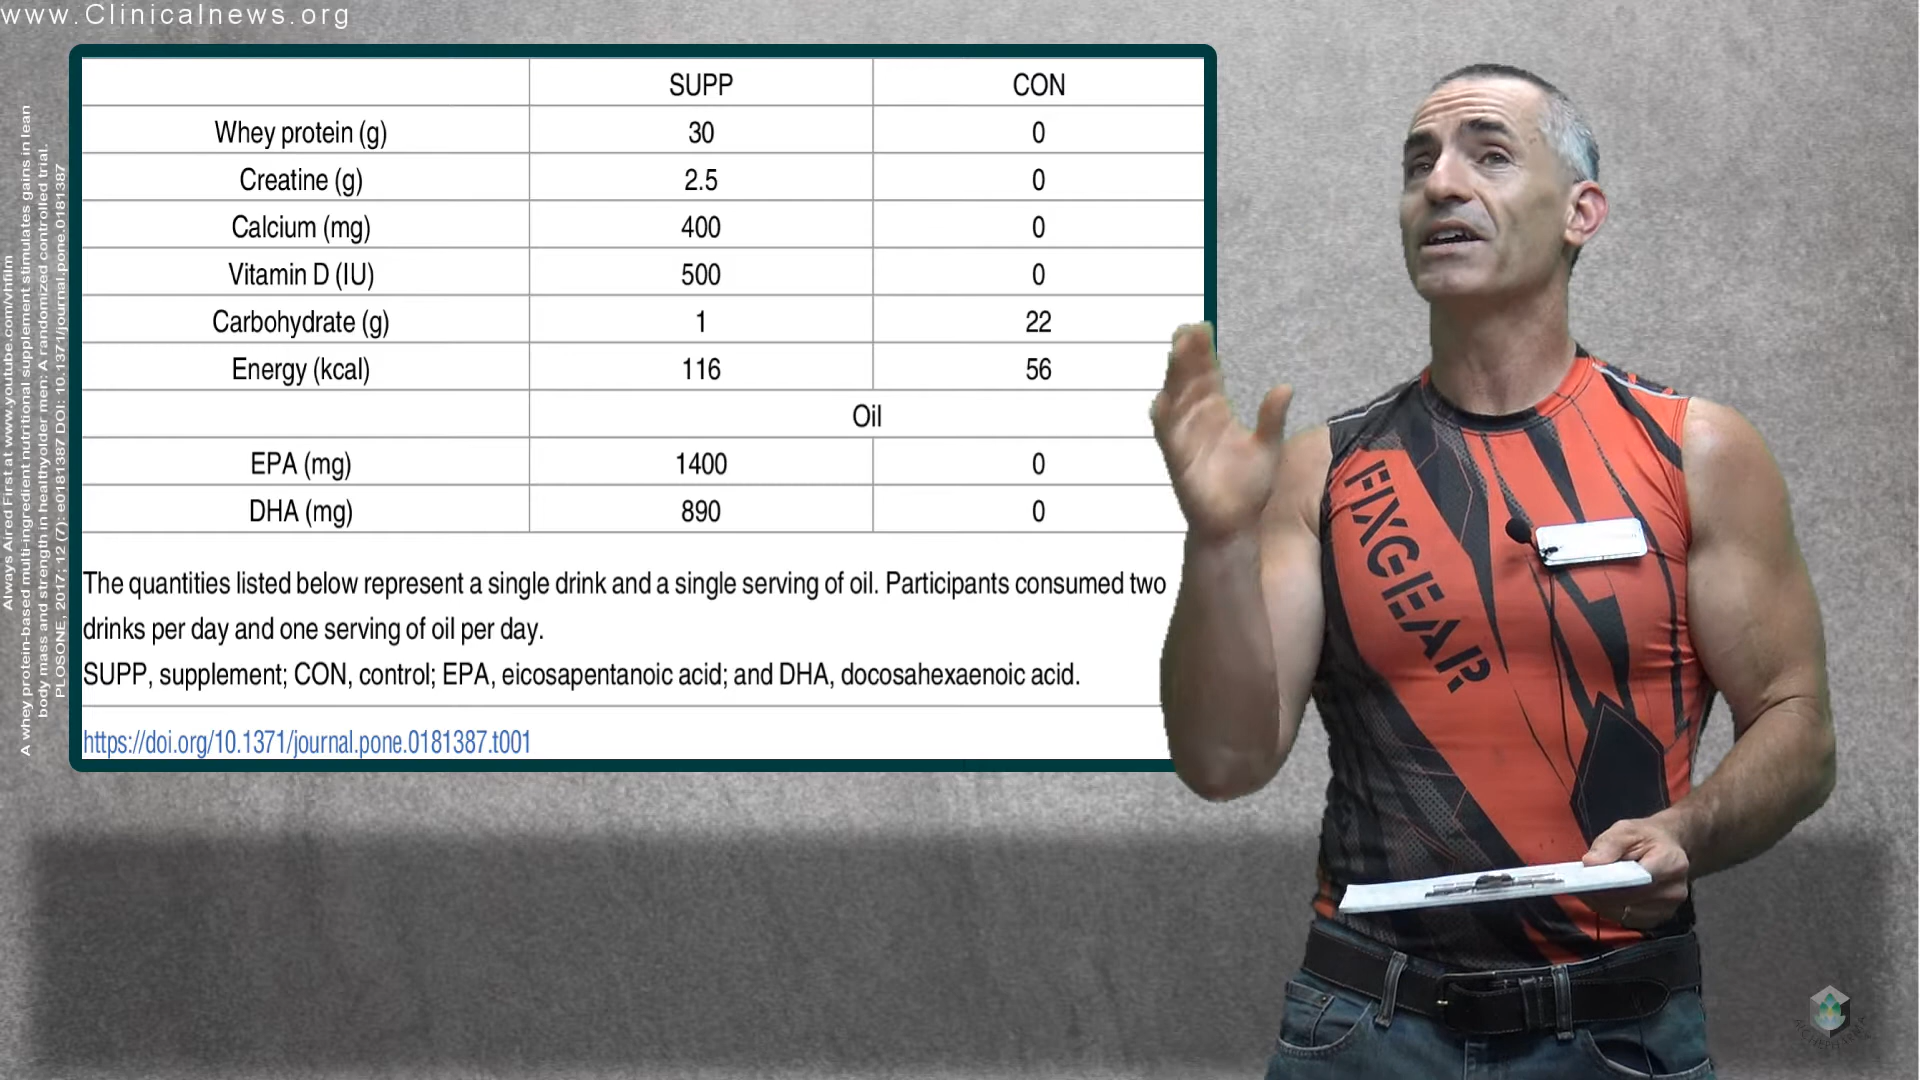 www.Clinicalnews.org
Always Aired First at www.youtube.com/vhfilm
A whey protein-based multi-ingredient nutritional supplement stimulates gains in lean
body mass and strength in healthyolder men: A randomized controlled trial.
PLOSONE, 2017; 12 (7): e0181387 DOI: 10.1371/journal.pone.0181387
SUPP CON
Whey protein (g) 30 0
Creatine (g) 2.5 0
Calcium (mg) 400 0
Vitamin D (IU) 500 0
Carbohydrate (g) 1 22
Energy (kcal) 116 56
Oil
EPA (mg) 1400 0
DHA (mg) 890 0
The quantities listed below represent a single drink and a single serving of oil. Participants consumed two
drinks per day and one serving of oil per day.
SUPP, supplement; CON, control; EPA, eicosapentanoic acid; and DHA, docosahexaenoic acid.
https://doi.org/10.1371/journal.pone.0181387.t001
FIXGEAR